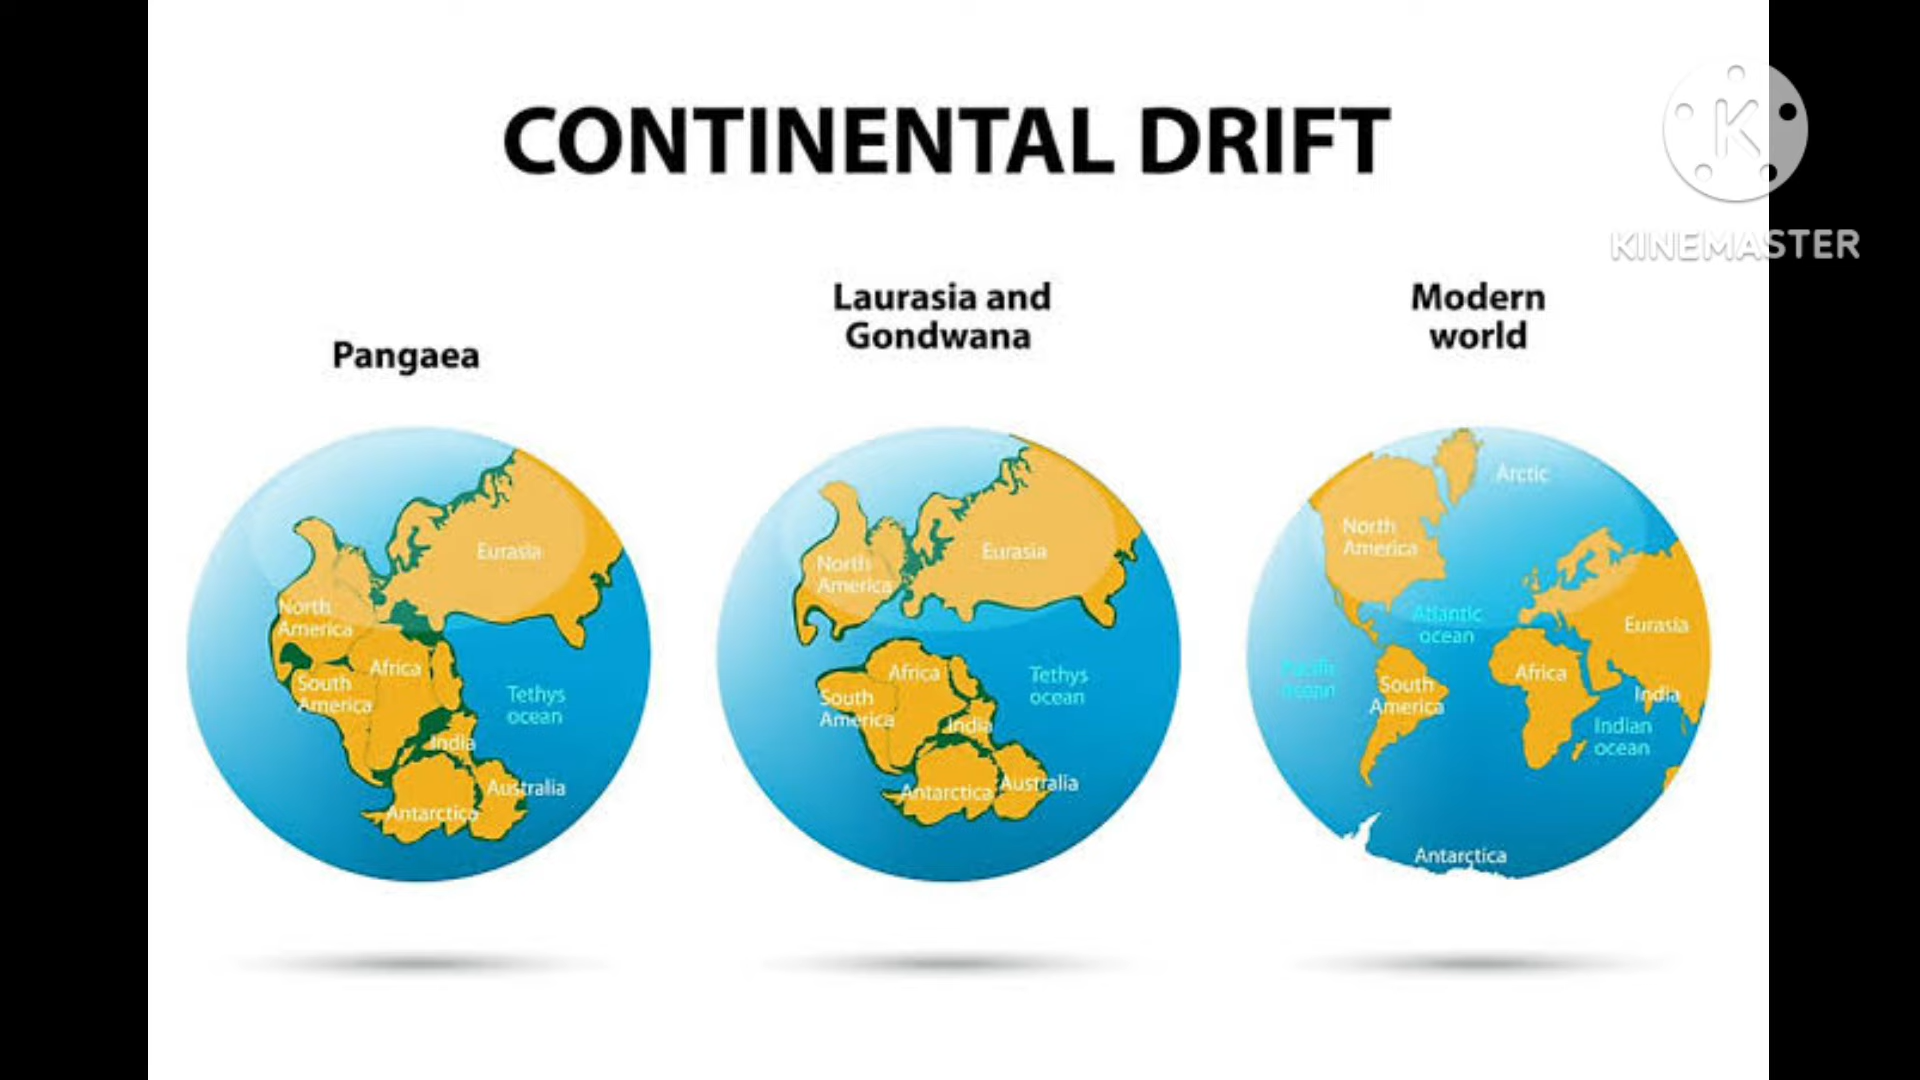 CONTINENTAL DRIFT
K
KINEMASTER
Pangaea
Laurasia and
Gondwana
Modern
world
Eurasia
North
America
Africa
South
America
Tethys
ocean
India
Australia
Antarctica
Eurasia
North
America
Africa
South
America
Tethys
ocean
India
Australia
Antarctica
Arctic
North
America
Atlantic
ocean
Eurasia
Pacific
ocean
South
America
Africa
India
Indian
ocean
Antarctica